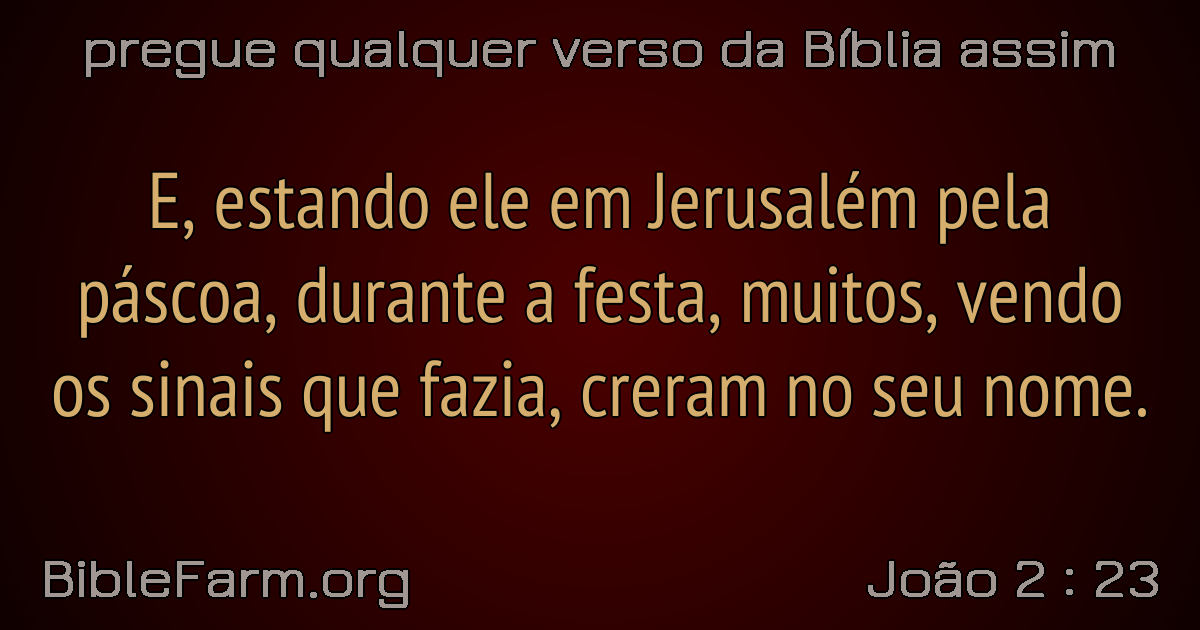 pregue qualquer verso da Bíblia assim
E, estando ele em Jerusalém pela
páscoa, durante a festa, muitos, vendo
os sinais que fazia, creram no seu nome.
BibleFarm.org
João 2 : 23